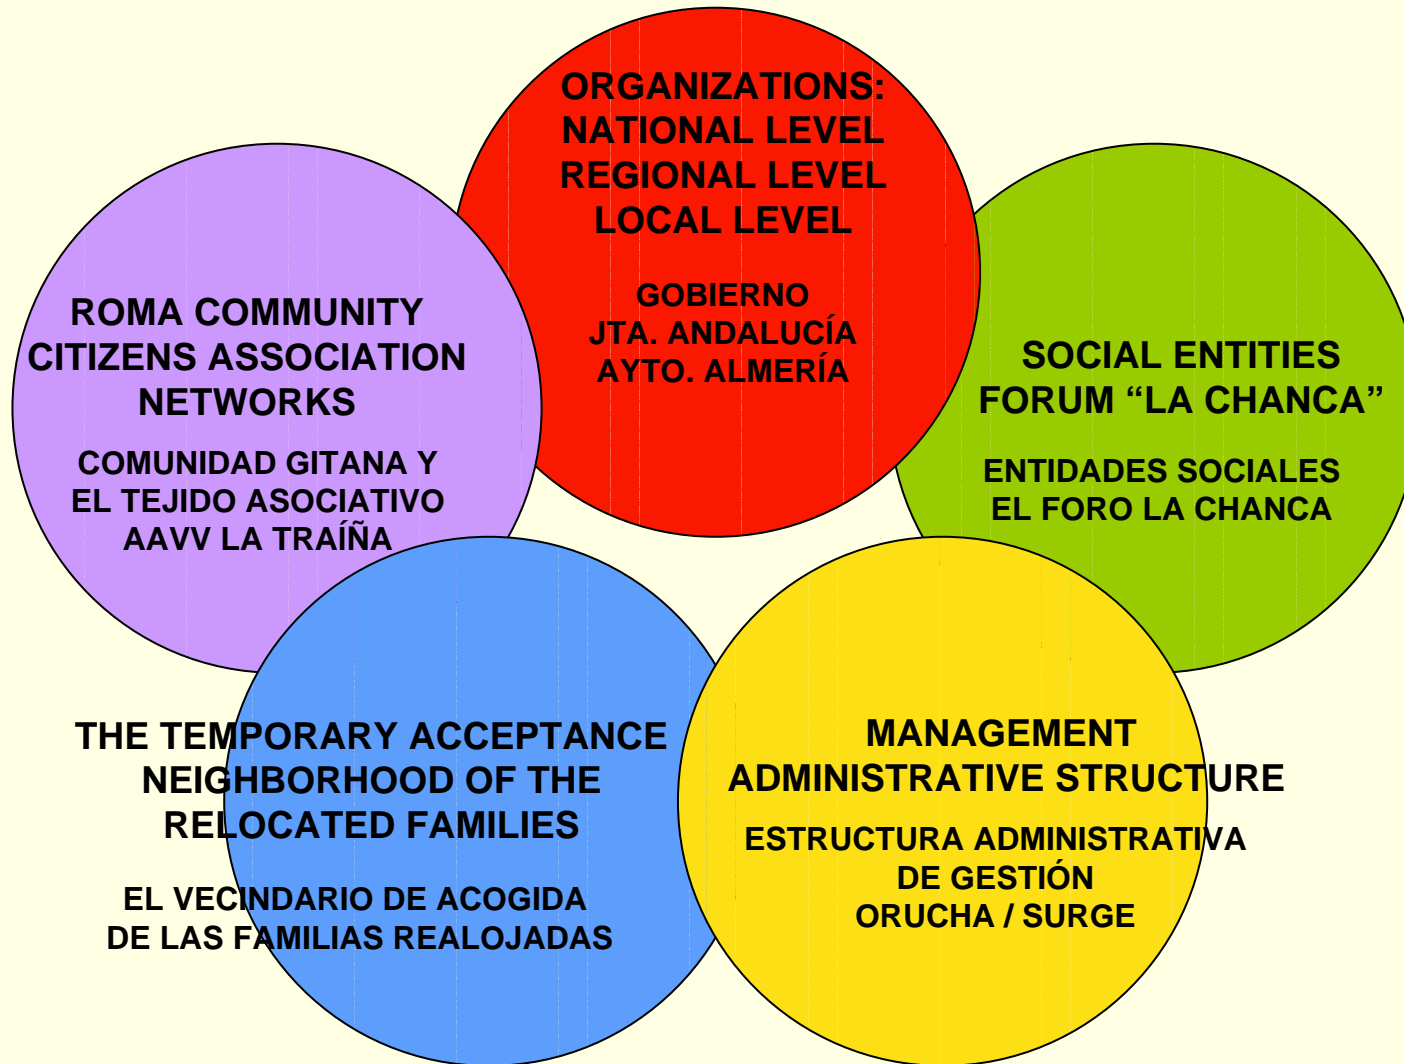 ORGANIZATIONS:
NATIONAL LEVEL
REGIONAL LEVEL
LOCAL LEVEL
GOBIERNO
JTA. ANDALUCÍA
AYTO. ALMERÍA
ROMA COMMUNITY
CITIZENS ASSOCIATION
NETWORKS
COMUNIDAD GITANA Y
EL TEJIDO ASOCIATIVO
AAVV LA TRAÍÑA
SOCIAL ENTITIES
FORUM “LA CHANCA”
ENTIDADES SOCIALES
EL FORO LA CHANCA
THE TEMPORARY ACCEPTANCE
NEIGHBORHOOD OF THE
RELOCATED FAMILIES
EL VECINDARIO DE ACOGIDA
DE LAS FAMILIAS REALOJADAS
MANAGEMENT
ADMINISTRATIVE STRUCTURE
ESTRUCTURA ADMINISTRATIVA
DE GESTIÓN
ORUCHA / SURGE